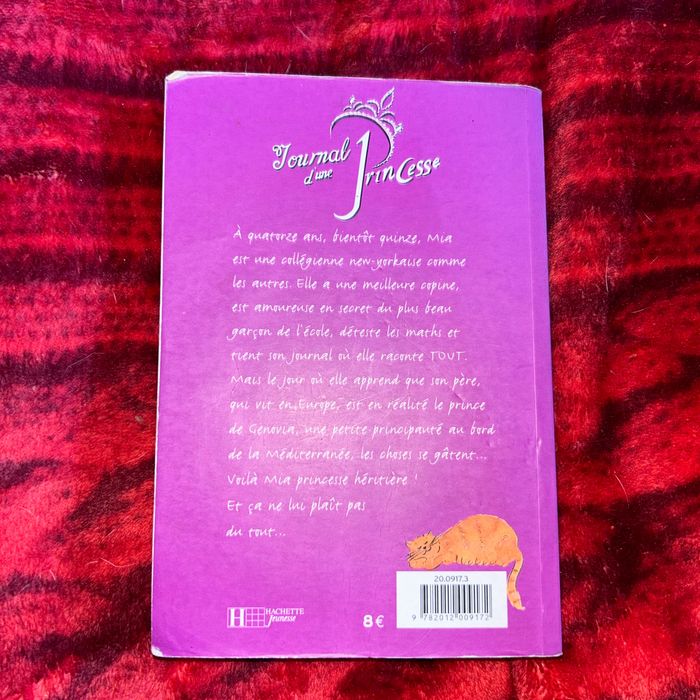 Journal
d'une Princesse
À quatorze ans, bientôt quinze, Mia
est une collégienne new-yorkaise comme
les autres. Elle a une meilleure copine,
est amoureuse en secret du plus beau
garçon de l'école, déteste les maths et
tient son journal où elle raconte TOUT.
Mais le jour où elle apprend que son père,
qui vit en Europe, est en réalité le prince
de Genovia, une petite principauté au bord
de la Méditerranée, les choses se gâtent...
Voilà Mia princesse héritière !
Et ça ne lui plaît pas
du tout...
20.0917.3
H HACHETTE
Jeunesse
8 €
9 782012 009172